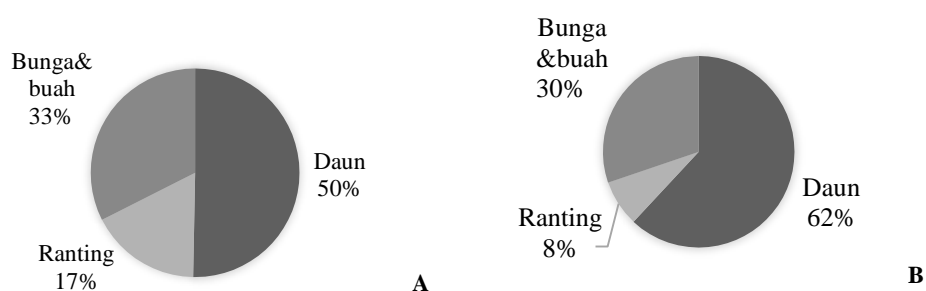 Bunga&
buah
33%
Daun
50%
Ranting
17%
A
Bunga
&buah
30%
Daun
62%
Ranting
8%
B